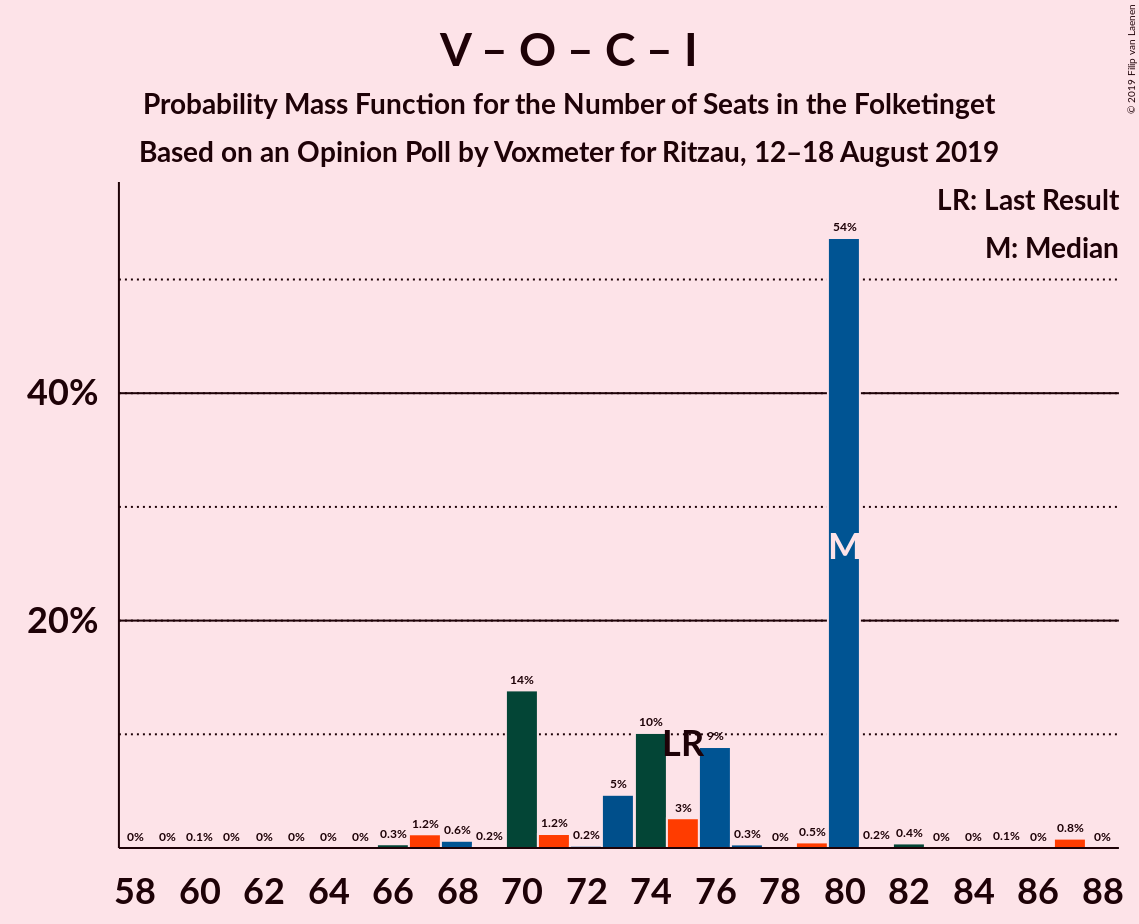 V – O – C – I
Probability Mass Function for the Number of Seats in the Folketinget
Based on an Opinion Poll by Voxmeter for Ritzau, 12–18 August 2019
© 2019 Filip van Laenen
LR: Last Result
M: Median
40%
20%
0% 0% 0.1% 0% 0% 0% 0% 0% 0.3% 1.2% 0.6% 0.2% 14% 1.2% 0.2% 5% 10% 3% 9% 0.3% 0% 0.5% 54% 0.2% 0.4% 0% 0% 0.1% 0% 0.8% 0%
LR
M
58 60 62 64 66 68 70 72 74 76 78 80 82 84 86 88